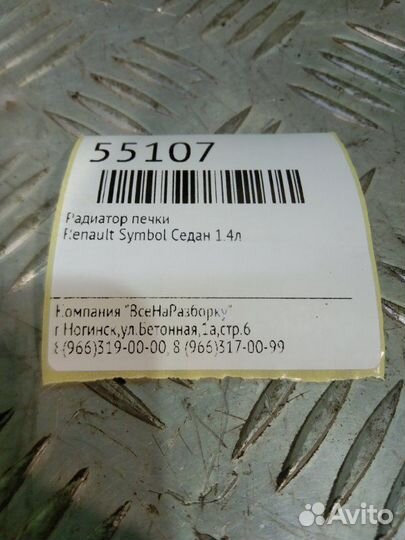 55107
Радиатор печки
Renault Symbol Седан 1.4л
Компания "ВсеНаРазборку"
г.Ногинск,ул.Бетонная,1а,стр.6
8(966)319-00-00, 8 (966)317-00-99
Avito